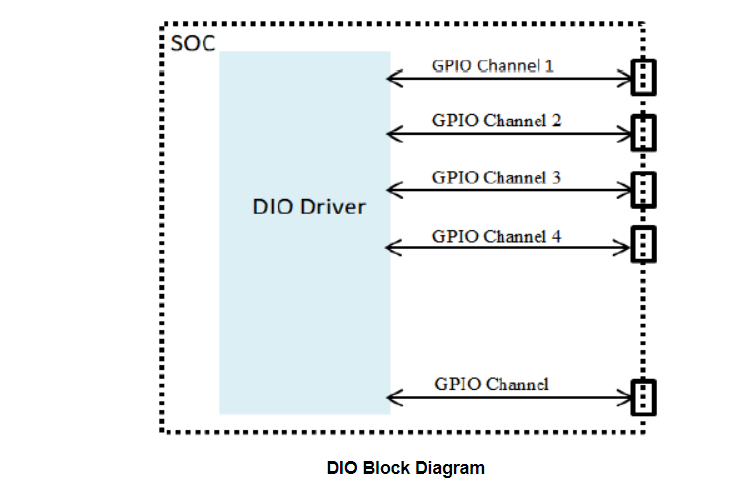 SOC
GPIO Channel 1
GPIO Channel 2
GPIO Channel 3
DIO Driver
GPIO Channel 4
GPIO Channel
DIO Block Diagram